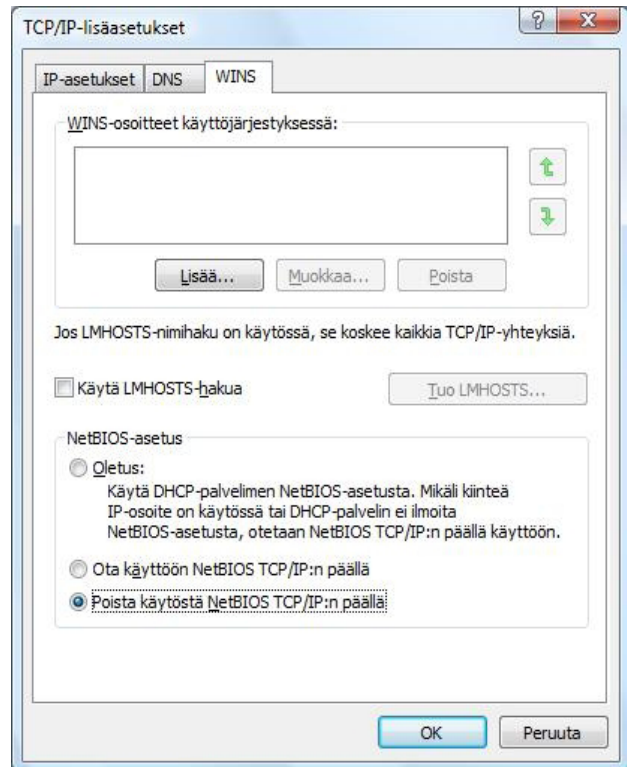 TCP/IP-lisäasetukset
IP-asetukset DNS WINS
WINS-osoitteet käyttöjärjestyksessä:
Lisää... Muokkaa... Poista
Jos LMHOSTS-nimihaku on käytössä, se koskee kaikkia TCP/IP-yhteyksiä.
Käytä LMHOSTS-hakua Tuo LMHOSTS...
NetBIOS-asetus
Oletus:
Käytä DHCP-palvelimen NetBIOS-asetusta. Mikäli kiinteä
IP-osoite on käytössä tai DHCP-palvelin ei ilmoita
NetBIOS-asetusta, otetaan NetBIOS TCP/IP:n päällä käyttöön.
Ota käyttöön NetBIOS TCP/IP:n päällä
Poista käytöstä NetBIOS TCP/IP:n päällä
OK Peruuta